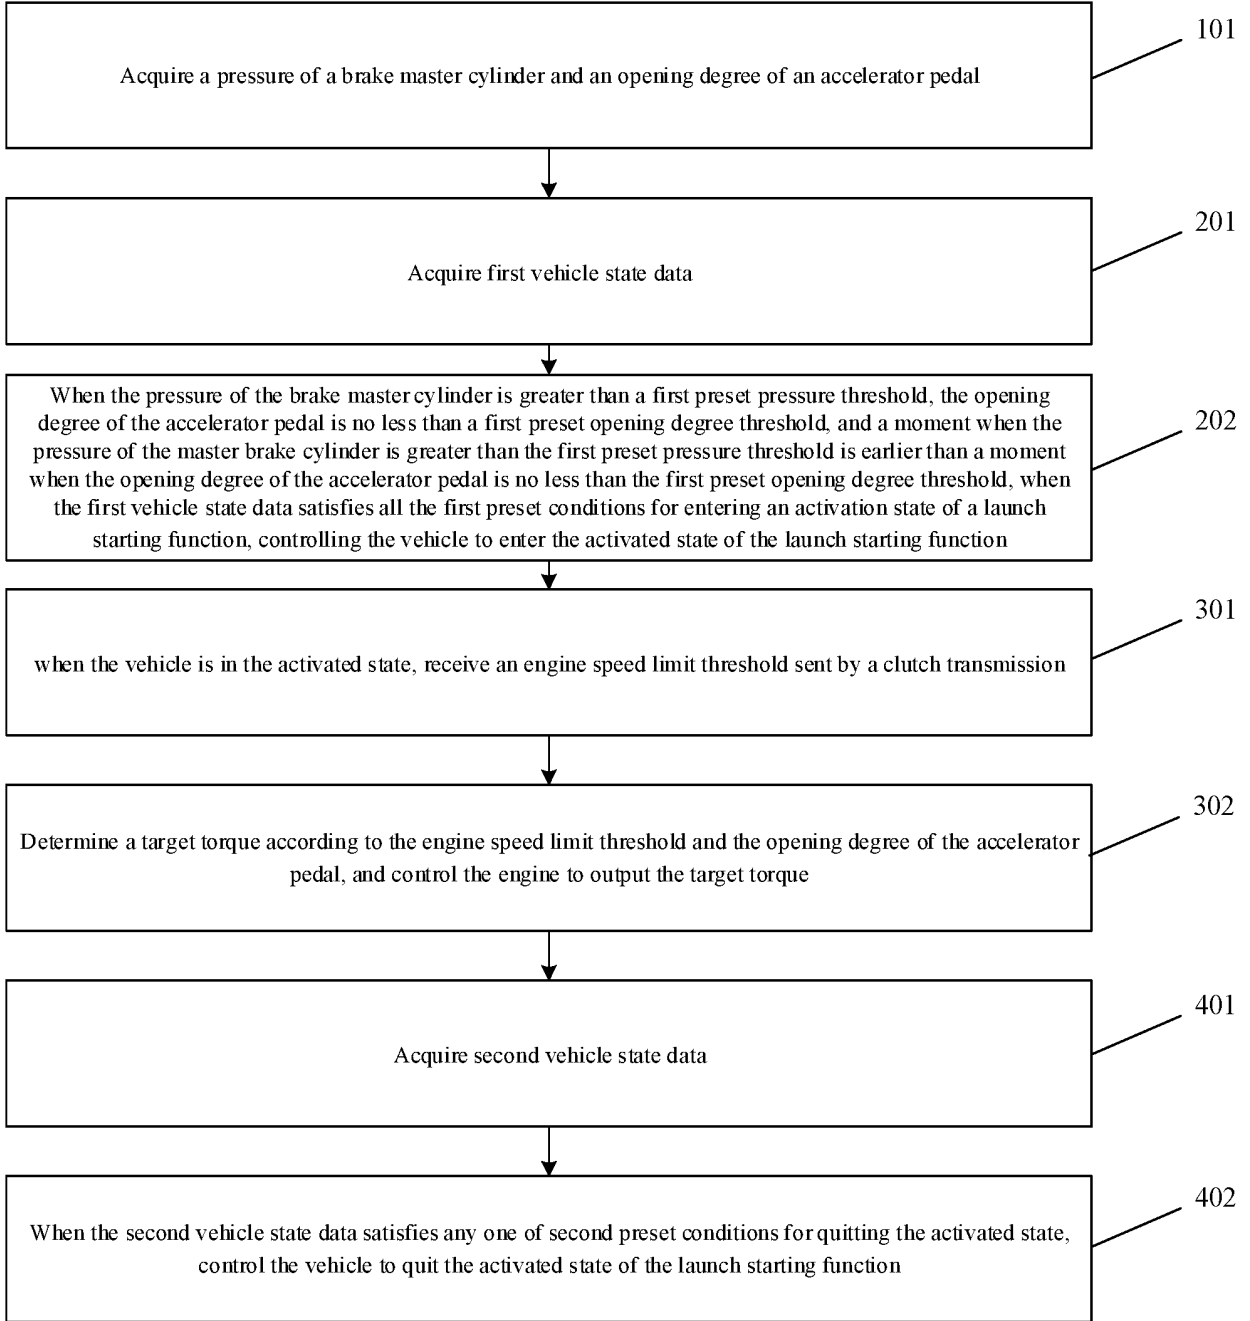 Acquire a pressure of a brake master cylinder and an opening degree of an accelerator pedal
101
Acquire first vehicle state data
201
When the pressure of the brake master cylinder is greater than a first preset pressure threshold, the opening
degree of the accelerator pedal is no less than a first preset opening degree threshold, and a moment when the
pressure of the master brake cylinder is greater than the first preset pressure threshold is earlier than a moment
when the opening degree of the accelerator pedal is no less than the first preset opening degree threshold, when
the first vehicle state data satisfies all the first preset conditions for entering an activation state of a launch
starting function, controlling the vehicle to enter the activated state of the launch starting function
202
when the vehicle is in the activated state, receive an engine speed limit threshold sent by a clutch transmission
301
Determine a target torque according to the engine speed limit threshold and the opening degree of the accelerator
pedal, and control the engine to output the target torque
302
Acquire second vehicle state data
401
When the second vehicle state data satisfies any one of second preset conditions for quitting the activated state,
control the vehicle to quit the activated state of the launch starting function
402